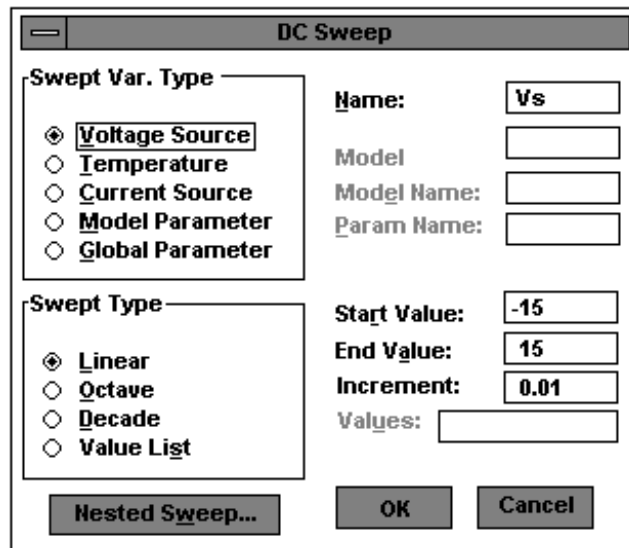 DC Sweep
Swept Var. Type
Voltage Source
Temperature
Current Source
Model Parameter
Global Parameter
Name: Vs
Model
Model Name:
Param Name:
Swept Type
Linear
Octave
Decade
Value List
Start Value: -15
End Value: 15
Increment: 0.01
Values:
Nested Sweep...
OK
Cancel